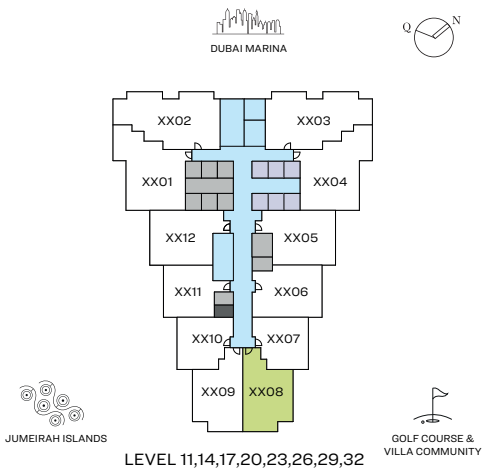 DUBAI MARINA
Q N
XX02 XX03
XX01 XX04
XX12 XX05
XX11 XX06
XX10 XX07
XX09 XX08
JUMEIRAH ISLANDS
GOLF COURSE &
VILLA COMMUNITY
LEVEL 11,14,17,20,23,26,29,32